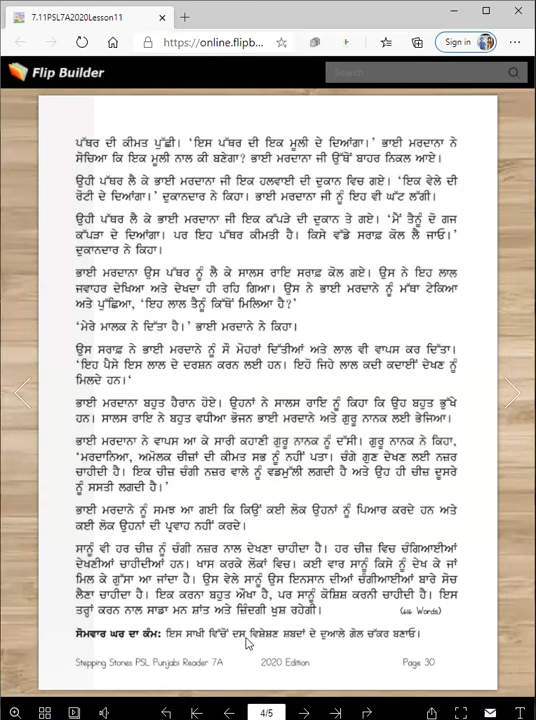 7.11PSL7A2020Lesson11
https://online.flipb...
Sign in
Flip Builder
Search
ਪੱਥਰ ਦੀ ਕੀਮਤ ਪੁੱਛੀ। ‘ਇਸ ਪੱਥਰ ਦੀ ਇਕ ਮੂਲੀ ਦੇ ਦਿਆਂਗਾ।’ ਭਾਈ ਮਰਦਾਨਾ ਨੇ
ਸੋਚਿਆ ਕਿ ਇਕ ਮੂਲੀ ਨਾਲ ਕੀ ਬਣੇਗਾ? ਭਾਈ ਮਰਦਾਨਾ ਜੀ ਉੱਥੋਂ ਬਾਹਰ ਨਿਕਲ ਆਏ।
ਉਹੀ ਪੱਥਰ ਲੈ ਕੇ ਭਾਈ ਮਰਦਾਨਾ ਜੀ ਇਕ ਹਲਵਾਈ ਦੀ ਦੁਕਾਨ ਵਿਚ ਗਏ। ‘ਇਕ ਵੇਲੇ ਦੀ
ਰੋਟੀ ਦੇ ਦਿਆਂਗਾ।’ ਦੁਕਾਨਦਾਰ ਨੇ ਕਿਹਾ। ਭਾਈ ਮਰਦਾਨਾ ਜੀ ਨੂੰ ਇਹ ਵੀ ਘੱਟ ਲੱਗੀ।
ਉਹੀ ਪੱਥਰ ਲੈ ਕੇ ਭਾਈ ਮਰਦਾਨਾ ਜੀ ਇਕ ਕੱਪੜੇ ਦੀ ਦੁਕਾਨ ਤੇ ਗਏ। ‘ਮੈਂ ਤੈਨੂੰ ਦੋ ਗਜ
ਕੱਪੜਾ ਦੇ ਦਿਆਂਗਾ। ਪਰ ਇਹ ਪੱਥਰ ਕੀਮਤੀ ਹੈ। ਕਿਸੇ ਵੱਡੇ ਸਰਾਫ਼ ਕੋਲ ਲੈ ਜਾਓ।’
ਦੁਕਾਨਦਾਰ ਨੇ ਕਿਹਾ।
ਭਾਈ ਮਰਦਾਨਾ ਉਸ ਪੱਥਰ ਨੂੰ ਲੈ ਕੇ ਸਾਲਸ ਰਾਇ ਸਰਾਫ਼ ਕੋਲ ਗਏ। ਉਸ ਨੇ ਇਹ ਲਾਲ
ਜਵਾਹਰ ਦੇਖਿਆ ਅਤੇ ਦੇਖਦਾ ਹੀ ਰਹਿ ਗਿਆ। ਉਸ ਨੇ ਭਾਈ ਮਰਦਾਨੇ ਨੂੰ ਮੱਥਾ ਟੇਕਿਆ
ਅਤੇ ਪੁੱਛਿਆ, ‘ਇਹ ਲਾਲ ਤੈਨੂੰ ਕਿੱਥੋਂ ਮਿਲਿਆ ਹੈ?’
‘ਮੇਰੇ ਮਾਲਕ ਨੇ ਦਿੱਤਾ ਹੈ।’ ਭਾਈ ਮਰਦਾਨੇ ਨੇ ਕਿਹਾ।
ਉਸ ਸਰਾਫ਼ ਨੇ ਭਾਈ ਮਰਦਾਨੇ ਨੂੰ ਸੌ ਮੋਹਰਾਂ ਦਿੱਤੀਆਂ ਅਤੇ ਲਾਲ ਵੀ ਵਾਪਸ ਕਰ ਦਿੱਤਾ।
‘ਇਹ ਪੈਸੇ ਇਸ ਲਾਲ ਦੇ ਦਰਸ਼ਨ ਕਰਨ ਲਈ ਹਨ। ਇਹੋ ਜਿਹੇ ਲਾਲ ਕਦੀ ਕਦਾਈਂ ਦੇਖਣ ਨੂੰ
ਮਿਲਦੇ ਹਨ।‘
ਭਾਈ ਮਰਦਾਨਾ ਬਹੁਤ ਹੈਰਾਨ ਹੋਏ। ਉਹਨਾਂ ਨੇ ਸਾਲਸ ਰਾਇ ਨੂੰ ਕਿਹਾ ਕਿ ਉਹ ਬਹੁਤ ਭੁੱਖੇ
ਹਨ। ਸਾਲਸ ਰਾਇ ਨੇ ਬਹੁਤ ਵਧੀਆ ਭੋਜਨ ਭਾਈ ਮਰਦਾਨੇ ਅਤੇ ਗੁਰੂ ਨਾਨਕ ਲਈ ਭੇਜਿਆ।
ਭਾਈ ਮਰਦਾਨਾ ਨੇ ਵਾਪਸ ਆ ਕੇ ਸਾਰੀ ਕਹਾਣੀ ਗੁਰੂ ਨਾਨਕ ਨੂੰ ਦੱਸੀ। ਗੁਰੂ ਨਾਨਕ ਨੇ ਕਿਹਾ,
‘ਮਰਦਾਨਿਆ, ਅਮੋਲਕ ਚੀਜ਼ਾਂ ਦੀ ਕੀਮਤ ਸਭ ਨੂੰ ਨਹੀਂ ਪਤਾ। ਚੰਗੇ ਗੁਣ ਦੇਖਣ ਲਈ ਨਜ਼ਰ
ਚਾਹੀਦੀ ਹੈ। ਇਕ ਚੀਜ਼ ਚੰਗੀ ਨਜ਼ਰ ਵਾਲੇ ਨੂੰ ਵਡਮੁੱਲੀ ਲਗਦੀ ਹੈ ਅਤੇ ਉਹ ਹੀ ਚੀਜ਼ ਦੂਸਰੇ
ਨੂੰ ਸਸਤੀ ਲਗਦੀ ਹੈ।’
ਭਾਈ ਮਰਦਾਨੇ ਨੂੰ ਸਮਝ ਆ ਗਈ ਕਿ ਕਿਉਂ ਕਈ ਲੋਕ ਉਹਨਾਂ ਨੂੰ ਪਿਆਰ ਕਰਦੇ ਹਨ ਅਤੇ
ਕਈ ਲੋਕ ਉਹਨਾਂ ਦੀ ਪ੍ਰਵਾਹ ਨਹੀਂ ਕਰਦੇ।
ਸਾਨੂੰ ਵੀ ਹਰ ਚੀਜ਼ ਨੂੰ ਚੰਗੀ ਨਜ਼ਰ ਨਾਲ ਦੇਖਣਾ ਚਾਹੀਦਾ ਹੈ। ਹਰ ਚੀਜ਼ ਵਿਚ ਚੰਗਿਆਈਆਂ
ਦੇਖਣੀਆਂ ਚਾਹੀਦੀਆਂ ਹਨ। ਖਾਸ ਕਰਕੇ ਲੋਕਾਂ ਵਿਚ। ਕਈ ਵਾਰ ਸਾਨੂੰ ਕਿਸੇ ਨੂੰ ਦੇਖ ਕੇ ਜਾਂ
ਮਿਲ ਕੇ ਗੁੱਸਾ ਆ ਜਾਂਦਾ ਹੈ। ਉਸ ਵੇਲੇ ਸਾਨੂੰ ਉਸ ਇਨਸਾਨ ਦੀਆਂ ਚੰਗੀਆਈਆਂ ਬਾਰੇ ਸੋਚ
ਲੈਣਾ ਚਾਹੀਦਾ ਹੈ। ਇਕ ਕਰਨਾ ਬਹੁਤ ਔਖਾ ਹੈ, ਪਰ ਸਾਨੂੰ ਕੋਸ਼ਿਸ਼ ਕਰਨੀ ਚਾਹੀਦੀ ਹੈ। ਇਸ
ਤਰ੍ਹਾਂ ਕਰਨ ਨਾਲ ਸਾਡਾ ਮਨ ਸ਼ਾਂਤ ਅਤੇ ਜ਼ਿੰਦਗੀ ਖੁਸ਼ ਰਹੇਗੀ। (616 Words)
ਸੋਮਵਾਰ ਘਰ ਦਾ ਕੰਮ: ਇਸ ਸਾਖੀ ਵਿੱਚੋਂ ਦਸ ਵਿਸ਼ੇਸ਼ਣ ਸ਼ਬਦਾਂ ਦੇ ਦੁਆਲੇ ਗੋਲ ਚੱਕਰ ਬਣਾਓ।
Stepping Stones PSL Punjabi Reader 7A 2020 Edition Page 30
4/5